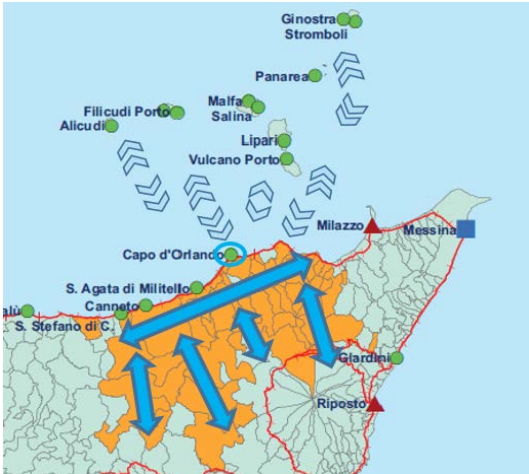 Ginostra
Stromboli
Panarea
Malfa
Salina
Filicudi Porto
Alicudi
Lipari
Vulcano Porto
Milazzo
Messina
Capo d'Orlando
S. Agata di Militello
Canneto
alù
S. Stefano di C.
Giardini
Riposto